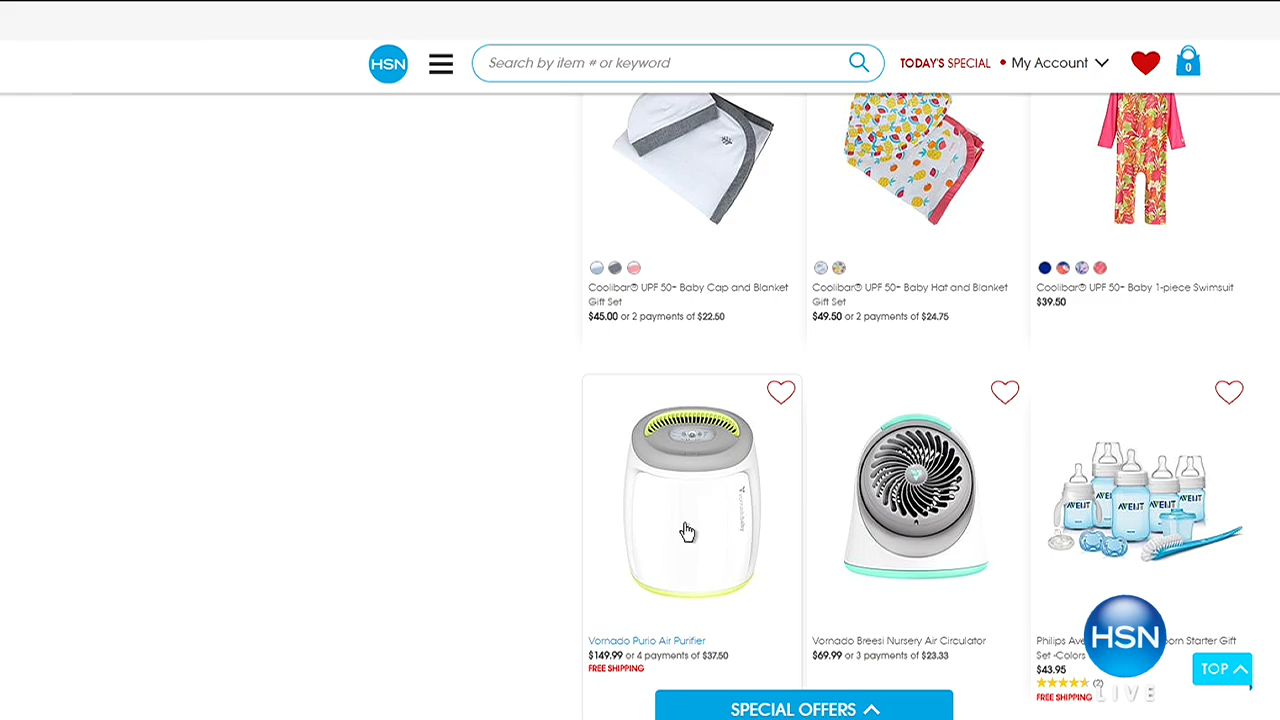 HSN
Search by item # or keyword
TODAY'S SPECIAL
My Account
0
Coolibar® UPF 50+ Baby Cap and Blanket
Gift Set
$45.00 or 2 payments of $22.50
Coolibar® UPF 50+ Baby Hat and Blanket
Gift Set
$49.50 or 2 payments of $24.75
Coolibar® UPF 50+ Baby 1-piece Swimsuit
$39.50
AVENT
AVENT
AVENT
AVENT
AVENT
Vornado Purio Air Purifier
$149.99 or 4 payments of $37.50
FREE SHIPPING
Vornado Breesi Nursery Air Circulator
$69.99 or 3 payments of $23.33
Philips
Starter Gift
Set -Colors
$43.95
(2)
FREE SHIPPING
HSN
LIVE
TOP
SPECIAL OFFERS